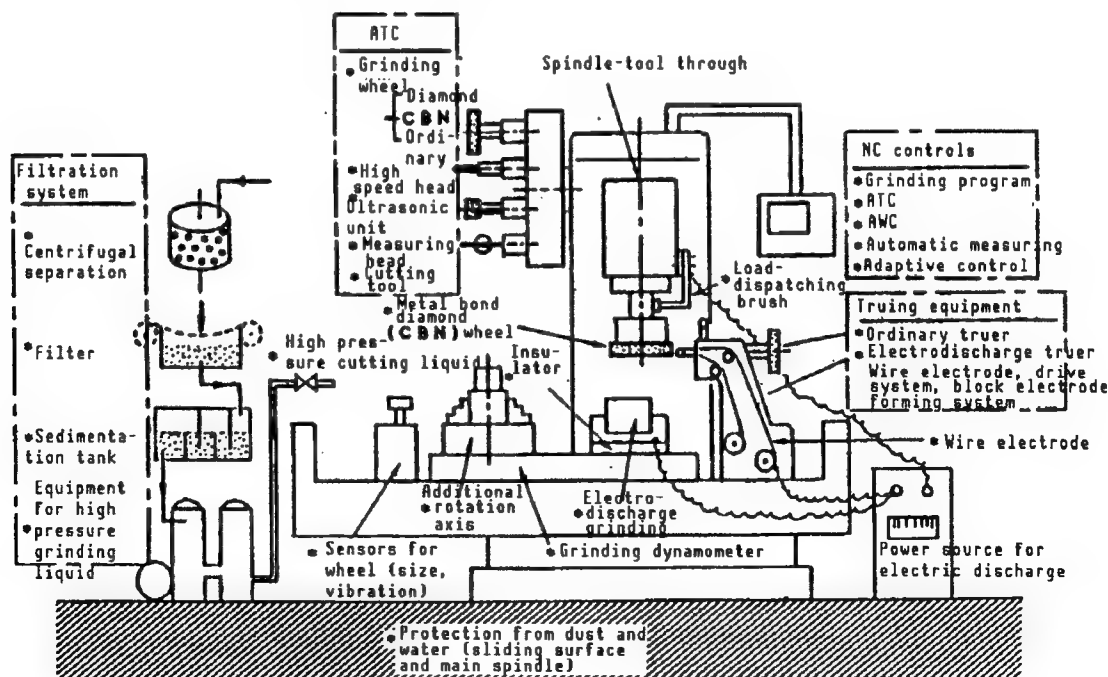 ATC
* Grinding
wheel
Diamond
CBN
Ordi-
nary
* High
speed head
* Ultrasonic
unit
* Measuring
head
* Cutting
tool
Spindle-tool through
NC controls
* Grinding program
* ATC
* AWC
* Automatic measuring
* Adaptive control
Filtration
system
* Centrifugal
separation
* Filter
* Sedimenta-
tion tank
Equipment
For high
* pressure
grinding
liquid
* High pres-
sure cutting liquid
* Metal bond
diamond
(CBN) wheel
* Load-
dispatching
brush
* Insu-
lator
Truing equipment
* Ordinary truer
* Electrodischarge truer
Wire electrode, drive
system, block electrode
forming system
* Wire electrode
Additional
* rotation
axis
Electro-
* discharge
grinding
* Sensors for
wheel (size,
vibration)
* Grinding dynamometer
Power source for
electric discharge
* Protection from dust and
water (sliding surface
and main spindle)